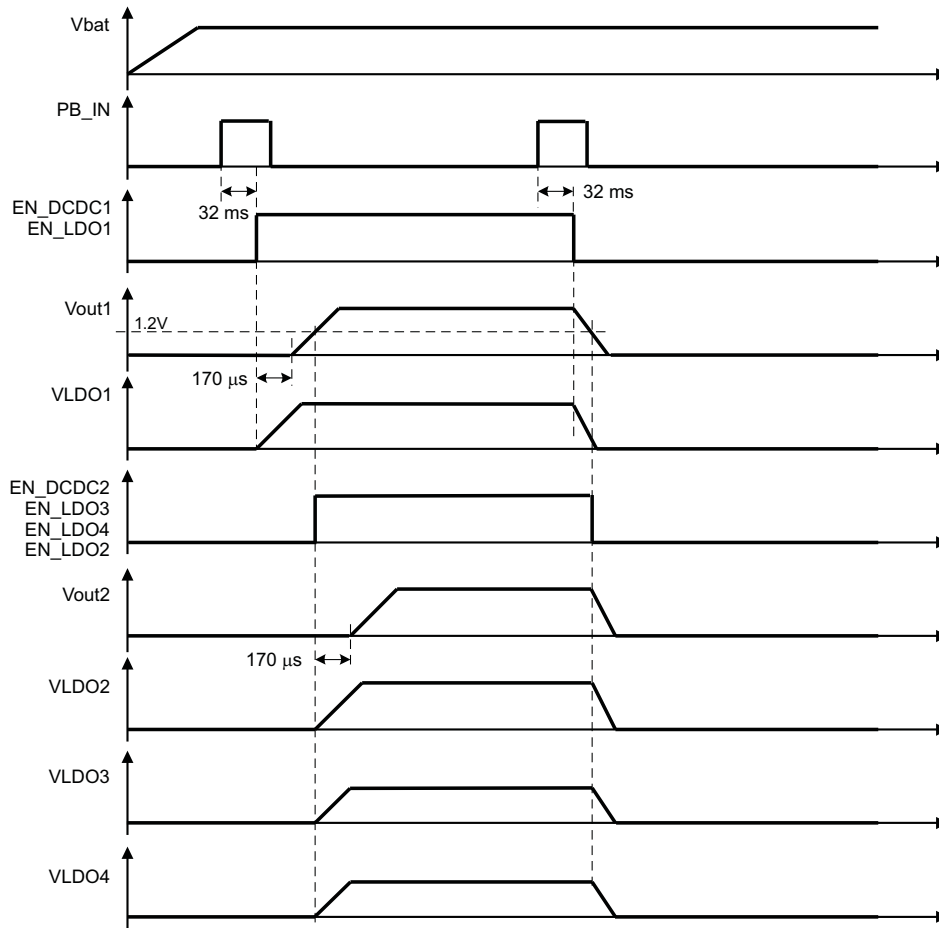 Vbat
PB_IN
32 ms
32 ms
EN_DCDC1
EN_LDO1
Vout1
1.2V
170 μs
VLDO1
EN_DCDC2
EN_LDO3
EN_LDO4
EN_LDO2
Vout2
170 μs
VLDO2
VLDO3
VLDO4